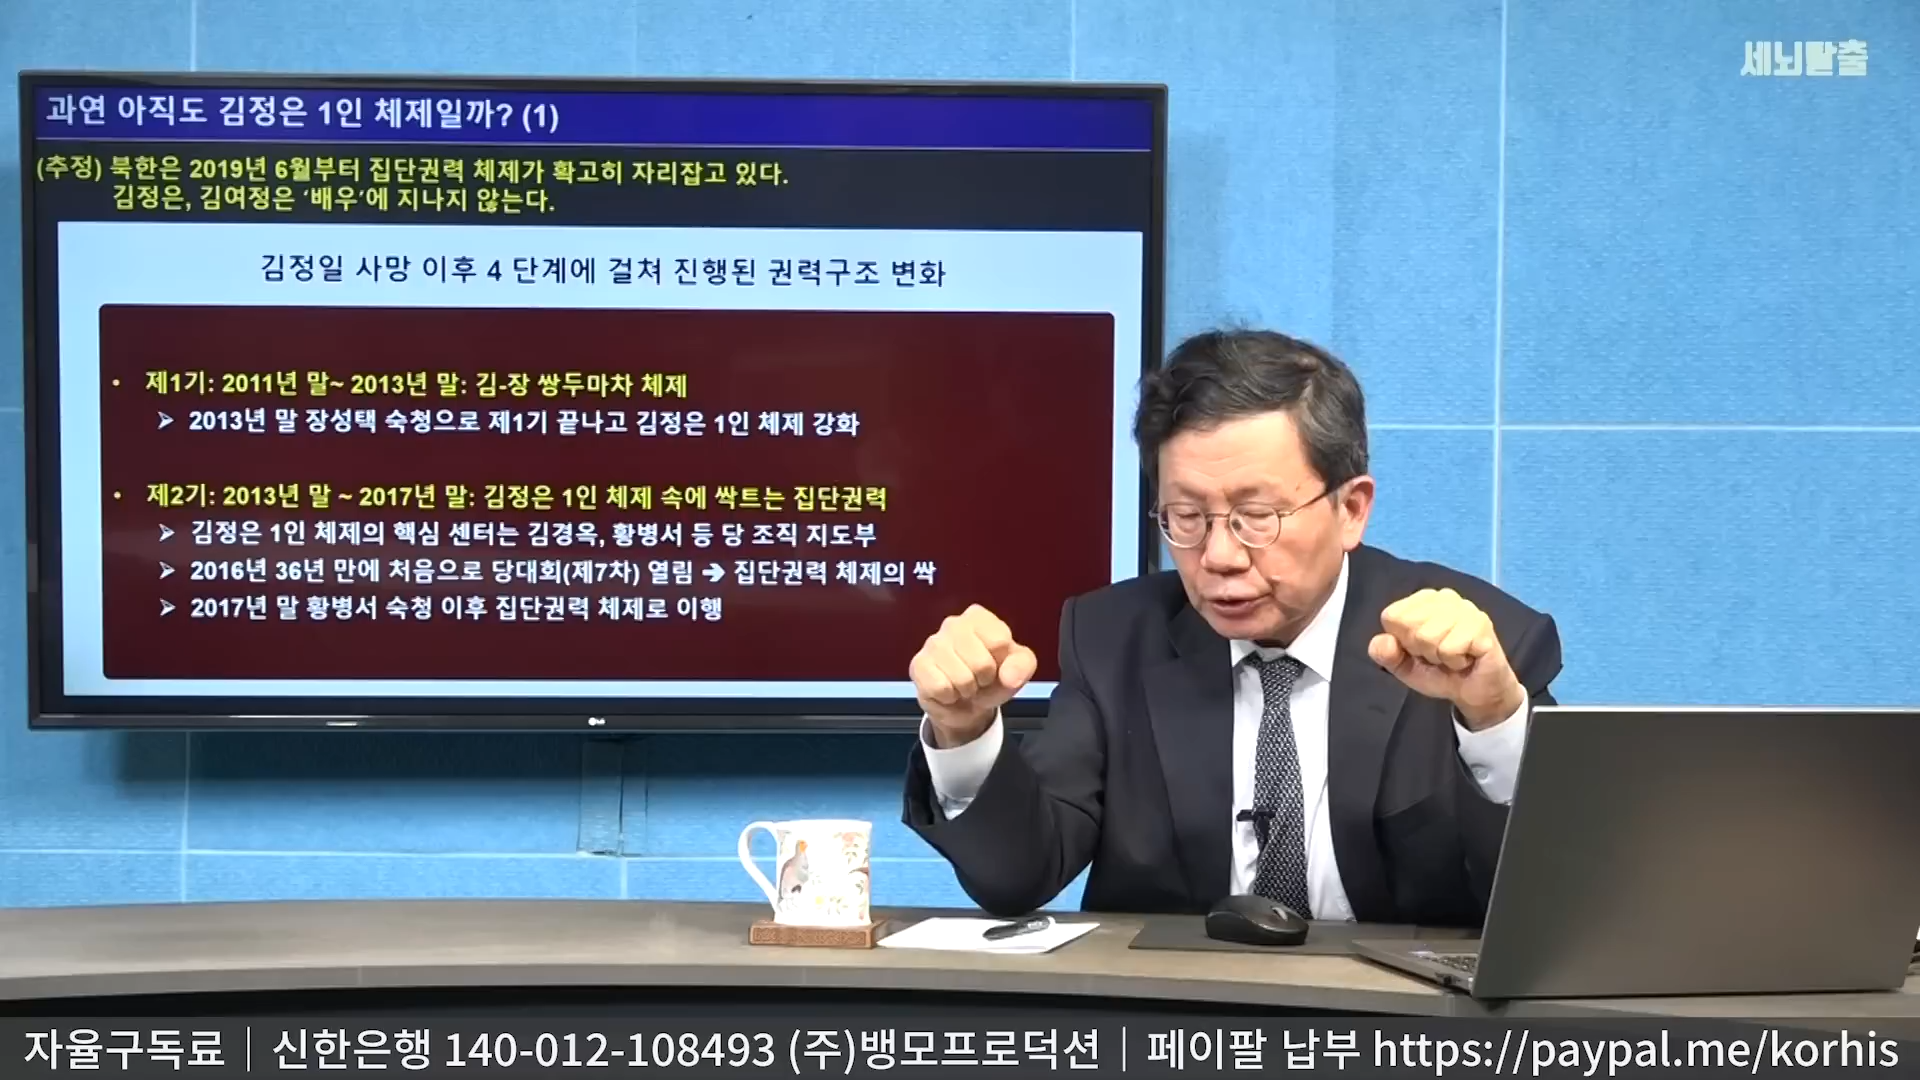 세뇌탈출
과연 아직도 김정은 1인 체제일까? (1)
(추정) 북한은 2019년 6월부터 집단권력 체제가 확고히 자리잡고 있다.
김정은, 김여정은 ‘배우’에 지나지 않는다.
김정일 사망 이후 4 단계에 걸쳐 진행된 권력구조 변화
• 제1기: 2011년 말~ 2013년 말: 김-장 쌍두마차 체제
➢ 2013년 말 장성택 숙청으로 제1기 끝나고 김정은 1인 체제 강화
• 제2기: 2013년 말 ~ 2017년 말: 김정은 1인 체제 속에 싹트는 집단권력
➢ 김정은 1인 체제의 핵심 센터는 김경옥, 황병서 등 당 조직 지도부
➢ 2016년 36년 만에 처음으로 당대회(제7차) 열림 ➔ 집단권력 체제의 싹
➢ 2017년 말 황병서 숙청 이후 집단권력 체제로 이행
LG
자율구독료│신한은행 140-012-108493 (주)뱅모프로덕션│페이팔 납부 https://paypal.me/korhis